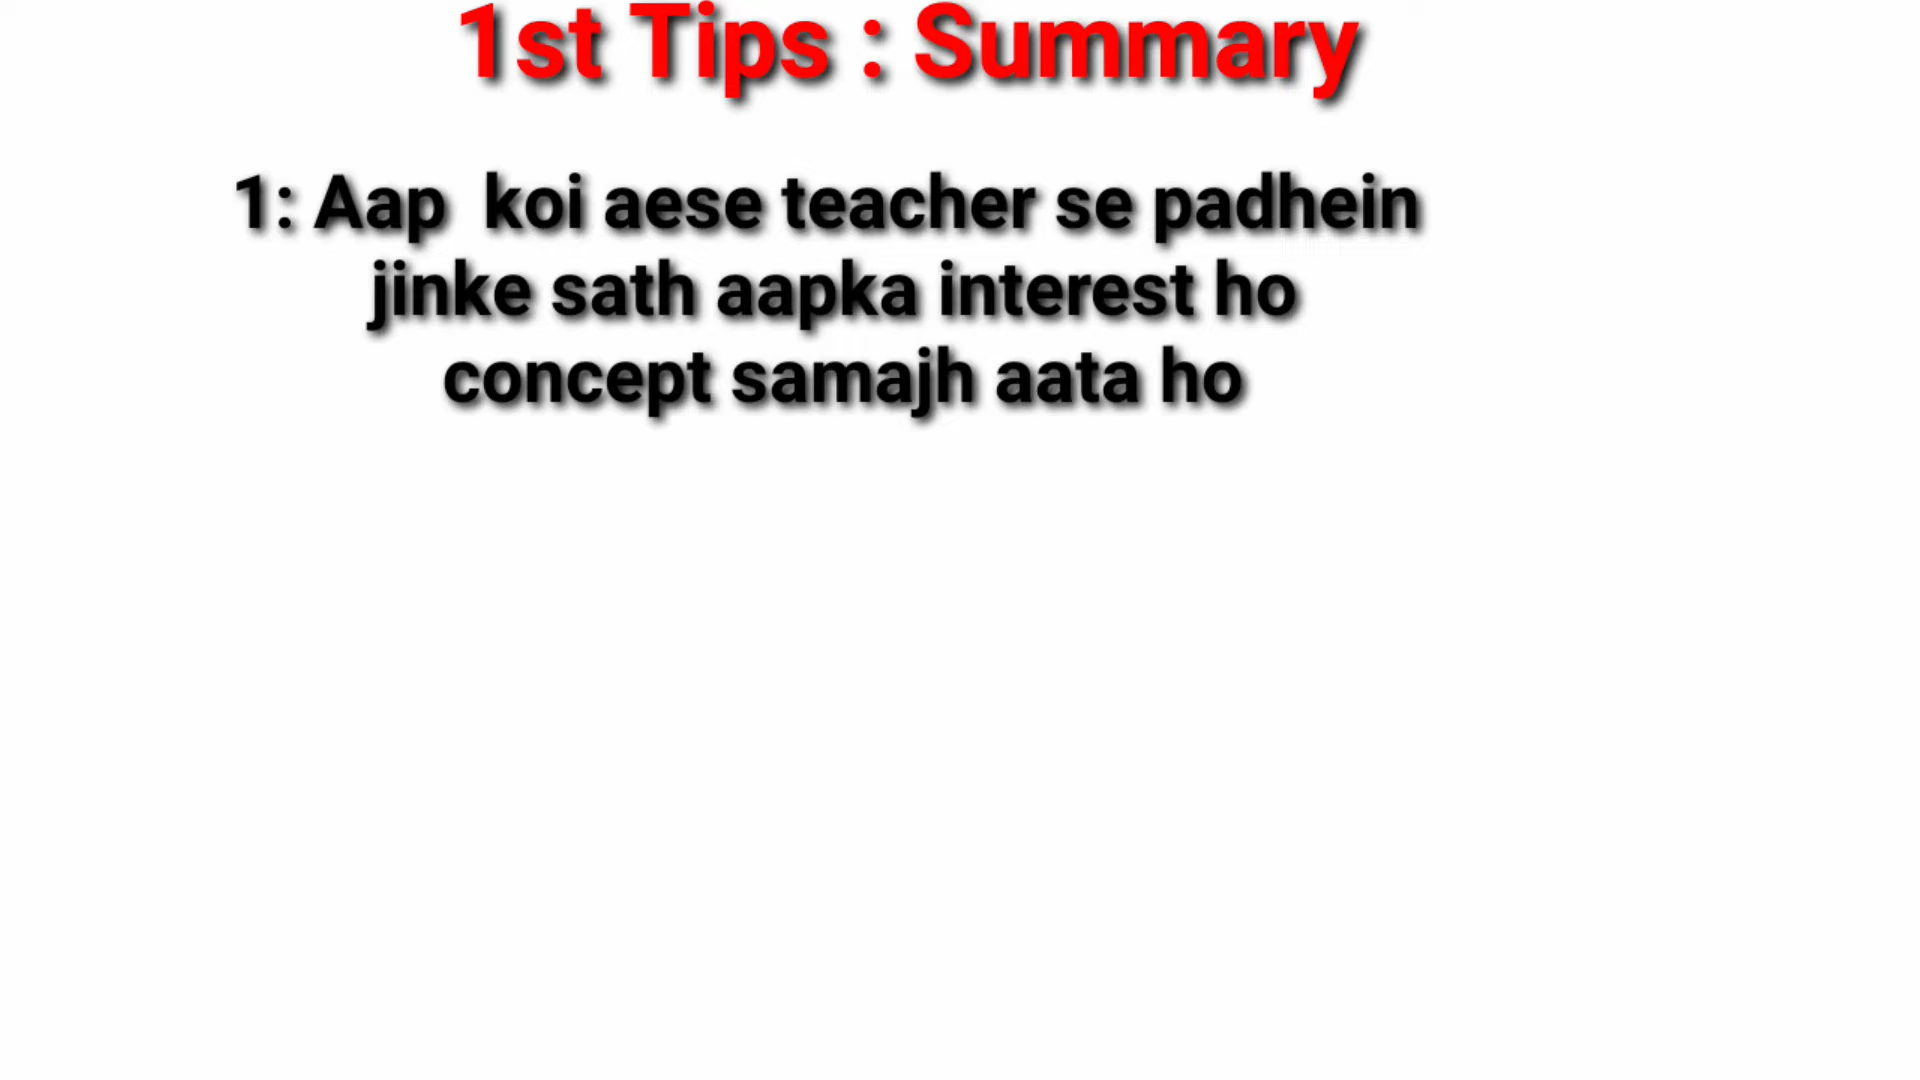 1st Tips : Summary
1: Aap koi aese teacher se padhein
jinke sath aapka interest ho
concept samajh aata ho